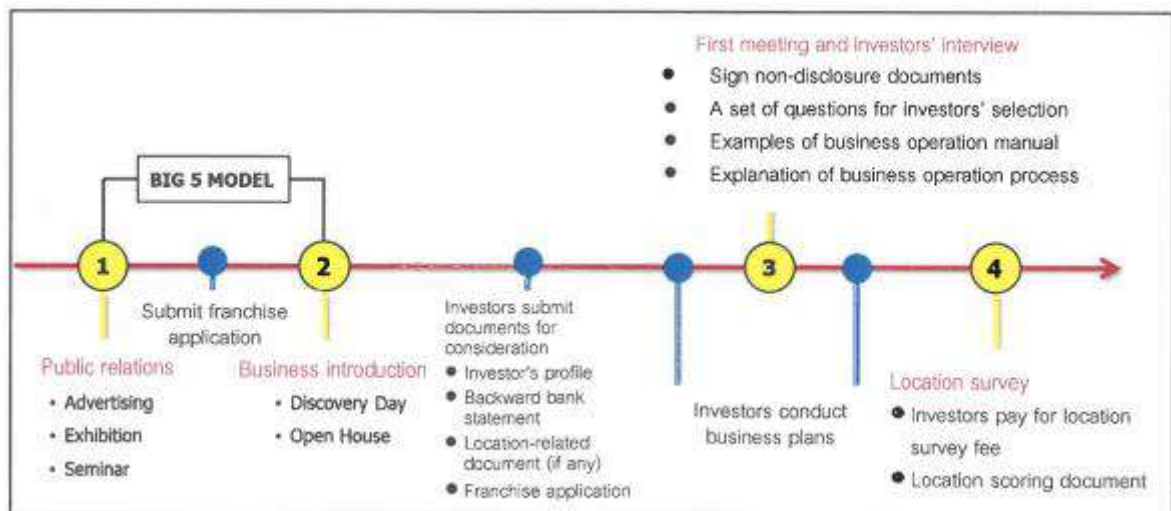 First meeting and investors' interview
● Sign non-disclosure documents
● A set of questions for investors' selection
● Examples of business operation manual
● Explanation of business operation process
BIG 5 MODEL
1
2
3
4
Submit franchise
application
Public relations
• Advertising
• Exhibition
• Seminar
Business introduction
• Discovery Day
• Open House
Investors submit
documents for
consideration
● Investor's profile
● Backward bank
statement
● Location-related
document (if any)
● Franchise application
Investors conduct
business plans
Location survey
● Investors pay for location
survey fee
● Location scoring document